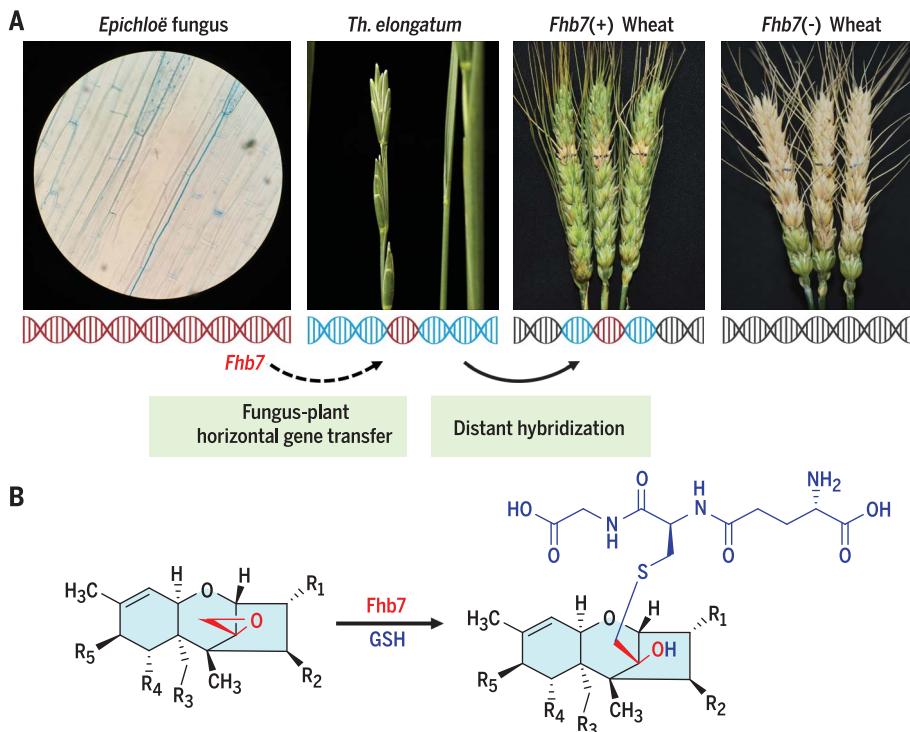 A
Epichloë fungus
Th. elongatum
Fhb7(+) Wheat
Fhb7(-) Wheat
Fhb7
Fungus-plant
horizontal gene transfer
Distant hybridization
B
O
NH2
HO
N
OH
O
N
H
H
O
O
S
H
O
H
R1
H3C
O
R5
R4
R3
CH3
R2
Fhb7
GSH
H
O
H
R1
H3C
OH
R5
R4
R3
CH3
R2